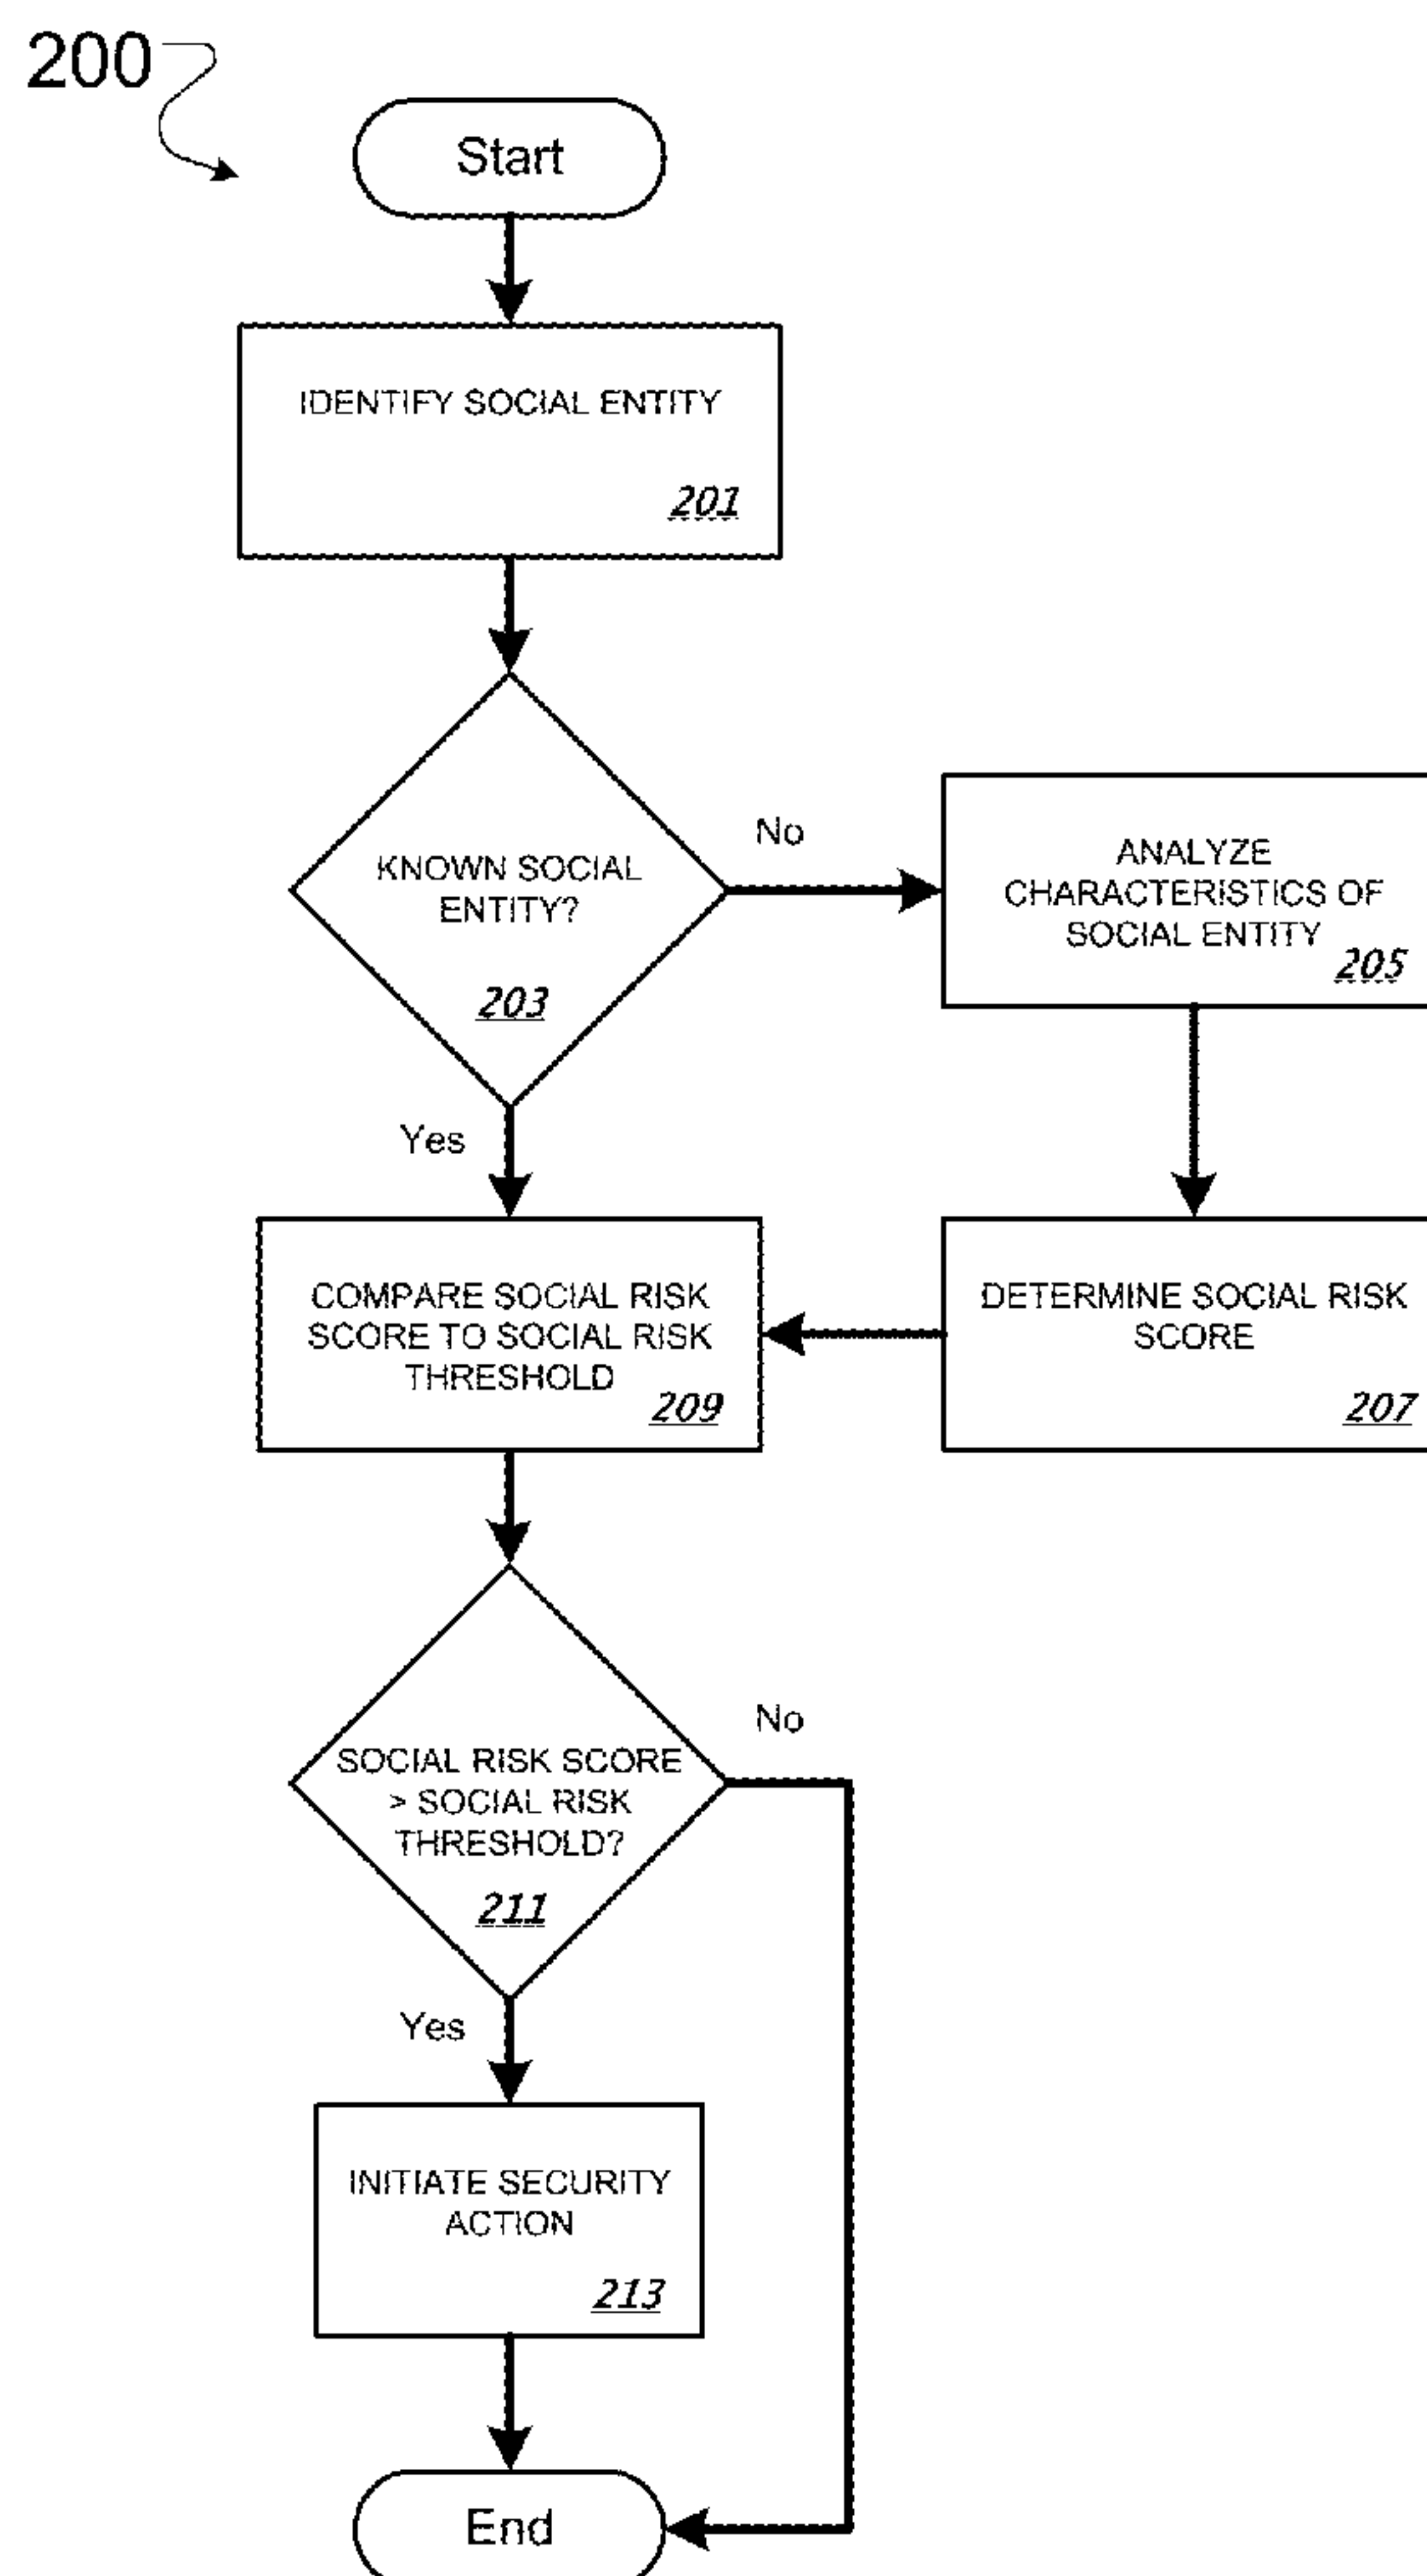 200
Start
IDENTIFY SOCIAL ENTITY
201
KNOWN SOCIAL
ENTITY?
203
No
Yes
ANALYZE
CHARACTERISTICS OF
SOCIAL ENTITY
205
DETERMINE SOCIAL RISK
SCORE
207
COMPARE SOCIAL RISK
SCORE TO SOCIAL RISK
THRESHOLD
209
SOCIAL RISK SCORE
> SOCIAL RISK
THRESHOLD?
211
No
Yes
INITIATE SECURITY
ACTION
213
End